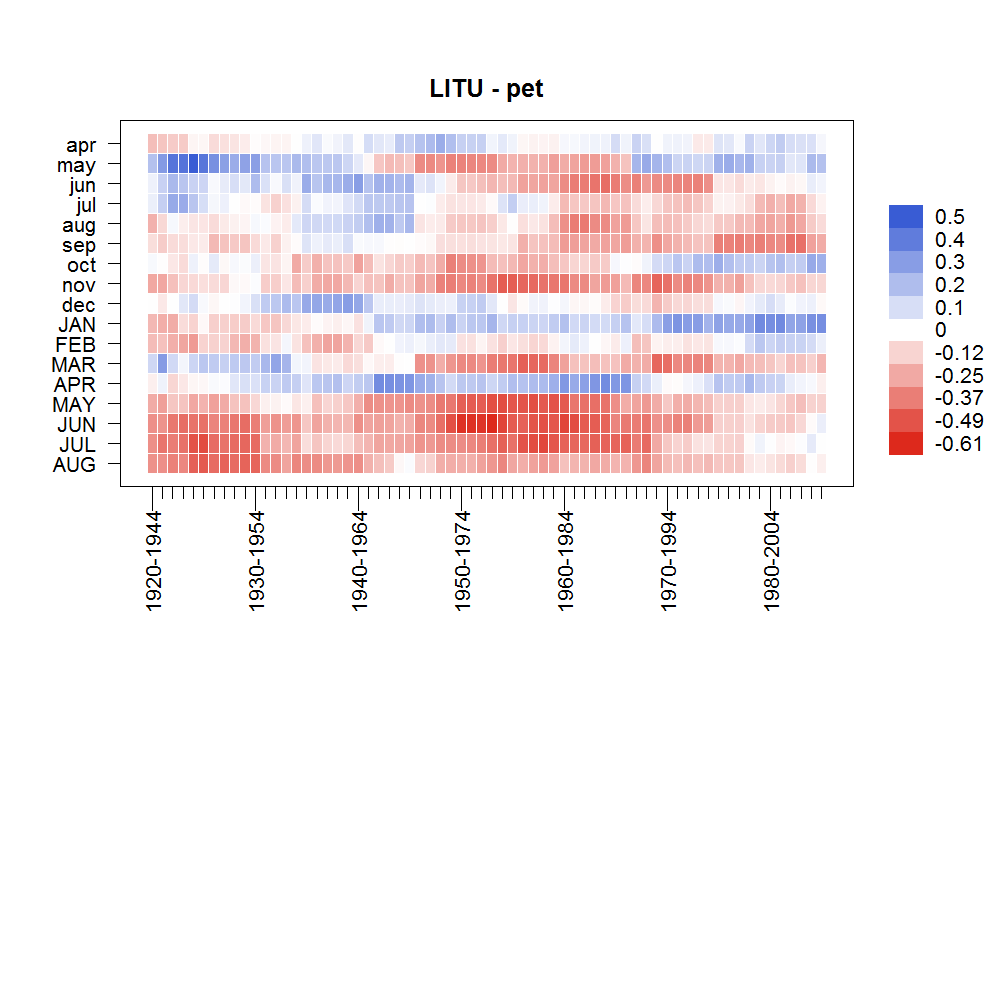 LITU - pet
apr
may
jun
jul
aug
sep
oct
nov
dec
JAN
FEB
MAR
APR
MAY
JUN
JUL
AUG
1920-1944
1930-1954
1940-1964
1950-1974
1960-1984
1970-1994
1980-2004
0.5
0.4
0.3
0.2
0.1
0
-0.12
-0.25
-0.37
-0.49
-0.61